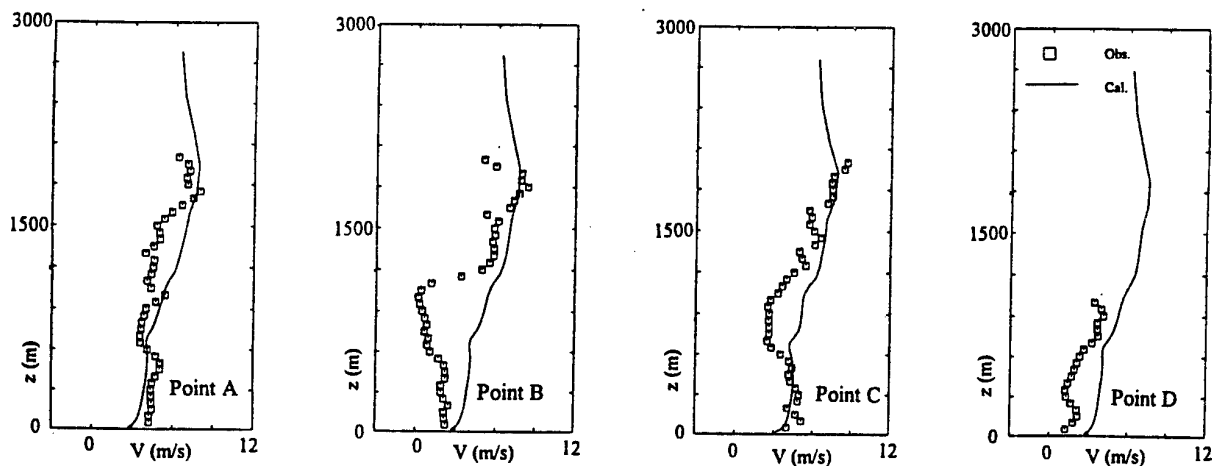 3000
1500
0
z (m)
Point A
0
V (m/s)
12
3000
1500
0
z (m)
Point B
0
V (m/s)
12
3000
1500
0
z (m)
Point C
0
V (m/s)
12
3000
1500
0
z (m)
Obs.
Cal.
Point D
0
V (m/s)
12